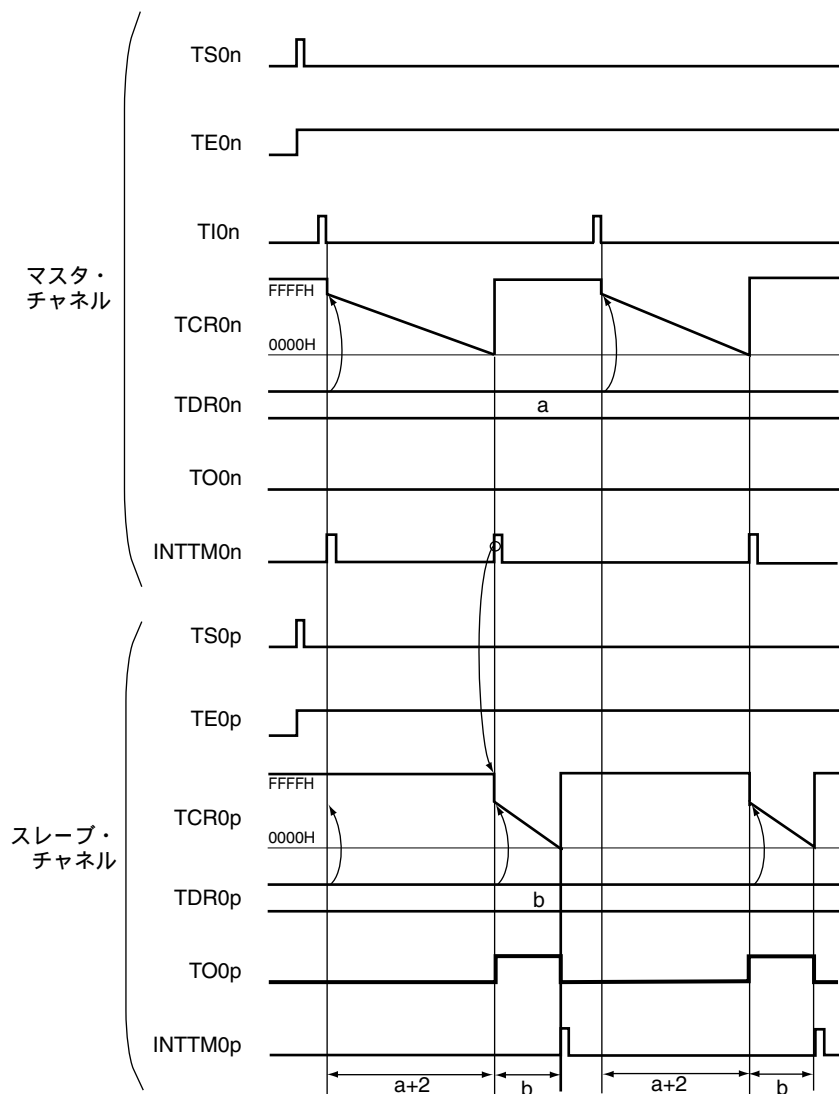 TS0n
TE0n
TI0n
マスタ・
チャネル
FFFFH
TCR0n
0000H
TDR0n
a
TO0n
INTTM0n
TS0p
TE0p
FFFFH
スレーブ・
チャネル
TCR0p
0000H
TDR0p
b
TO0p
INTTM0p
a+2
b
a+2
b